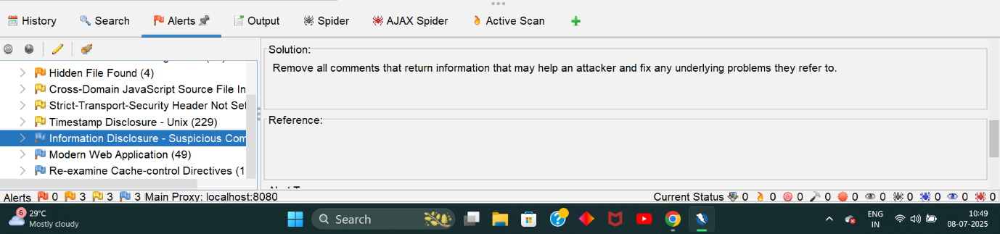 History Search Alerts Output Spider AJAX Spider Active Scan
Solution:
Remove all comments that return information that may help an attacker and fix any underlying problems they refer to.
Hidden File Found (4)
Cross-Domain JavaScript Source File In
Strict-Transport-Security Header Not Set
Timestamp Disclosure - Unix (229)
Information Disclosure - Suspicious Com
Modern Web Application (49)
Re-examine Cache-control Directives (1
Reference:
Alerts 0 3 3 3 Main Proxy: localhost:8080
Current Status 0 0 0 0 0 0 0 0 0 0
6
29°C
Mostly cloudy
Search
ENG
IN
10:49
08-07-2025